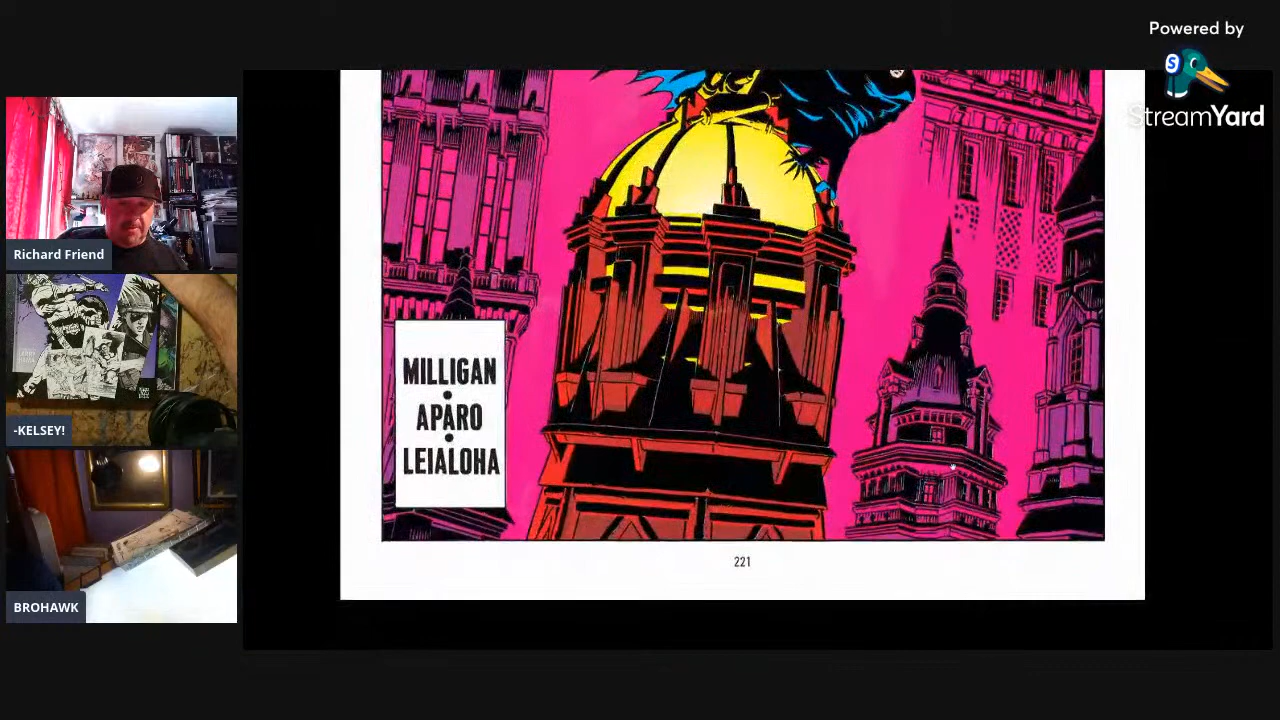 Powered by
S
StreamYard
Richard Friend
-KELSEY!
BROHAWK
MILLIGAN
•
APARO
•
LEIALOHA
221